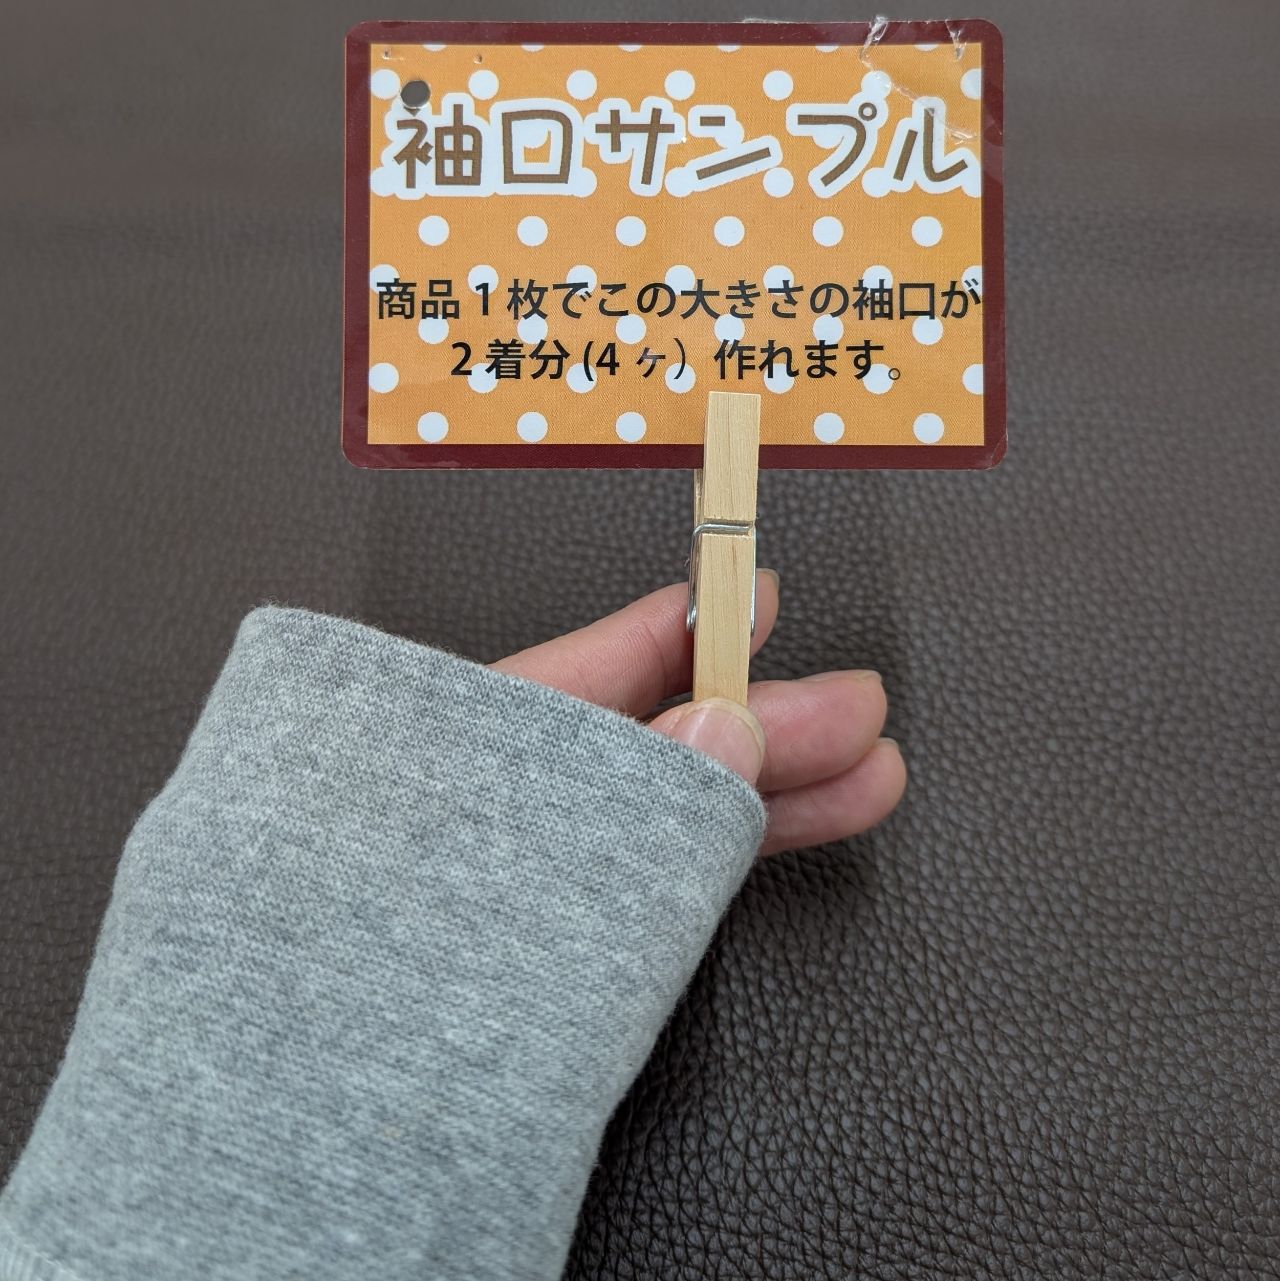 袖口サンプル
商品1枚でこの大きさの袖口が
2着分(4ヶ）作れます。